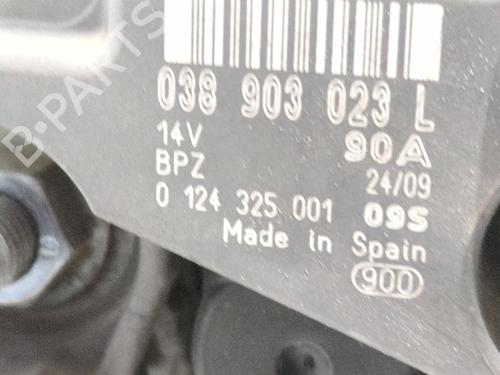 B-PARTS
038 903 023 L
14V 90A
BPZ 24/09
0 124 325 001 09S
Made in Spain
900